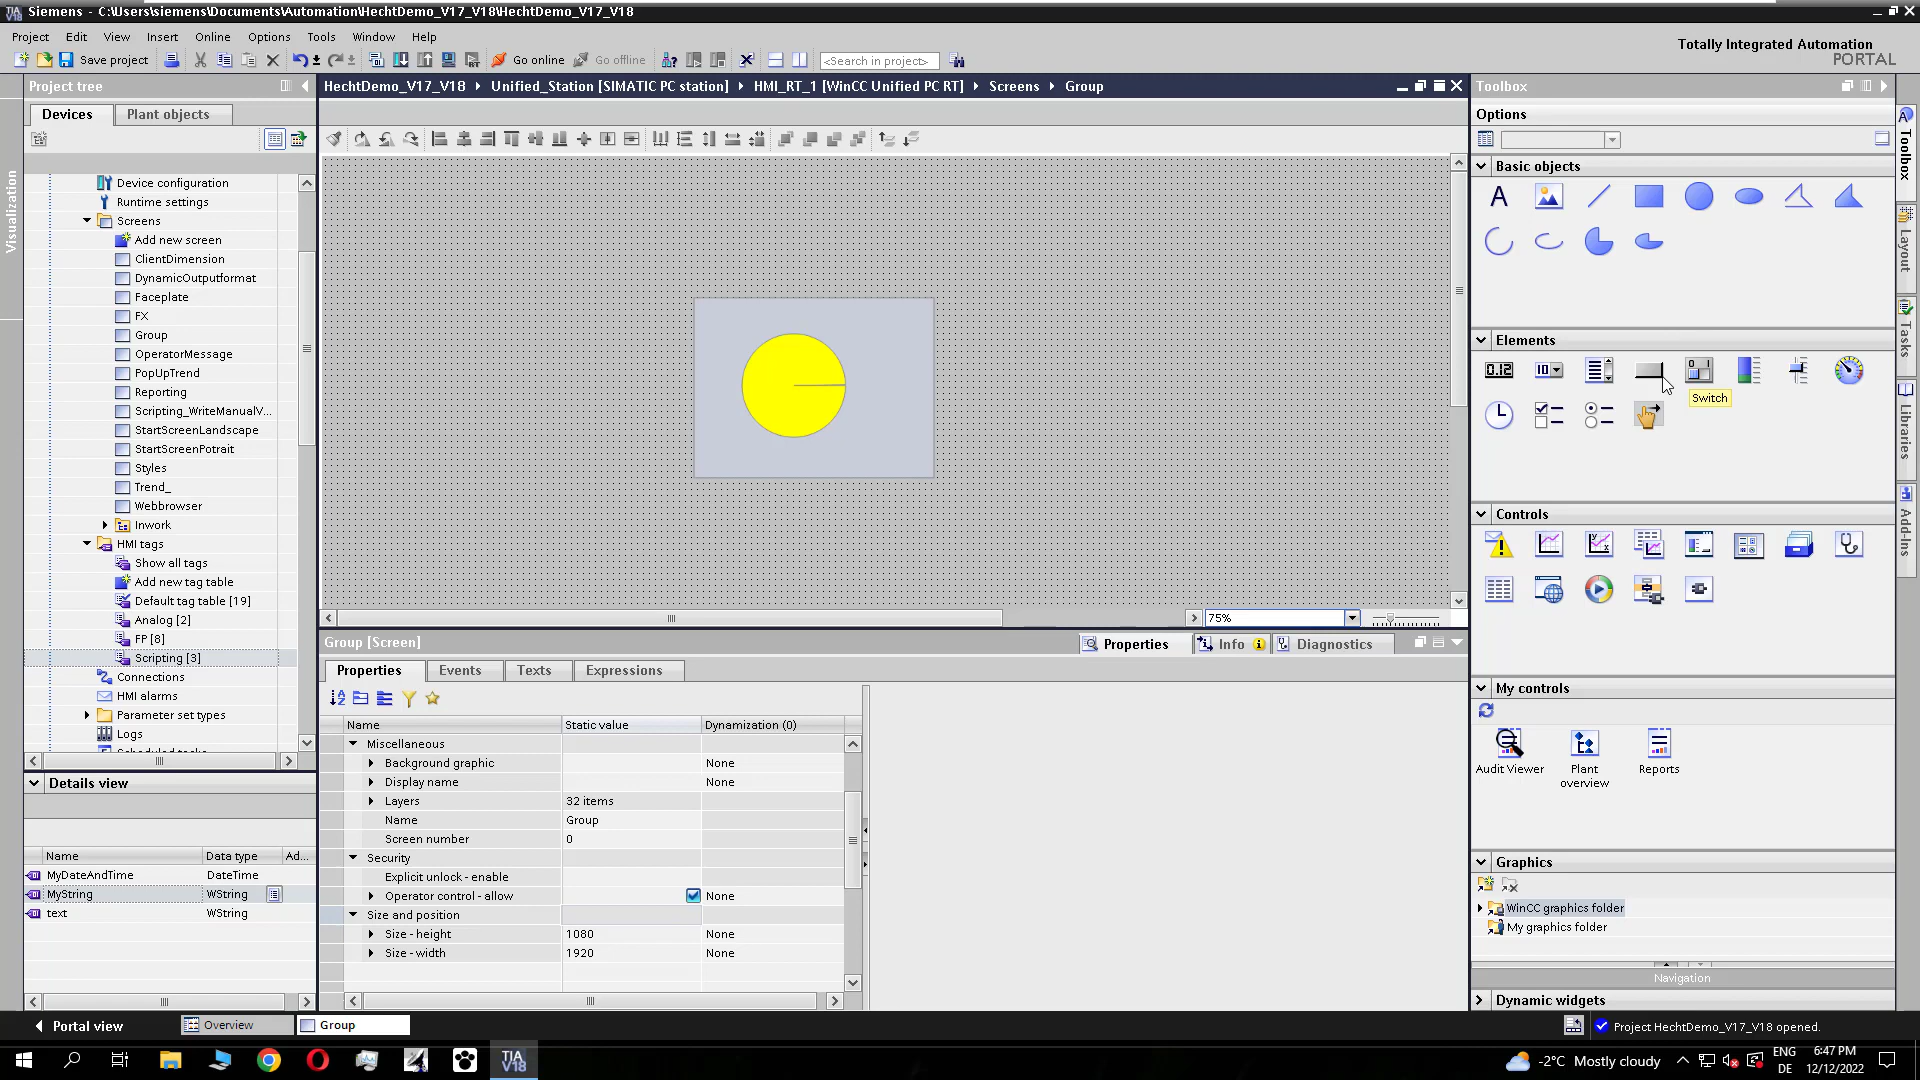 Siemens - C:\Users\siemens\Documents\Automation\HechtDemo_V17_V18\HechtDemo_V17_V18
Project Edit View Insert Online Options Tools Window Help
Totally Integrated Automation
PORTAL
Save project
Go online
Go offline
<Search in project>
Project tree
HechtDemo_V17_V18 Unified_Station [SIMATIC PC station] HMI_RT_1 [WinCC Unified PC RT] Screens Group
Toolbox
Devices
Plant objects
Options
Visualization
Basic objects
Device configuration
Runtime settings
Screens
Add new screen
ClientDimension
DynamicOutputformat
Faceplate
FX
Group
OperatorMessage
PopUpTrend
Reporting
Scripting_WriteManualV...
StartScreenLandscape
StartScreenPotrait
Styles
Trend_
Webbrowser
Inwork
HMI tags
Show all tags
Add new tag table
Default tag table [19]
Analog [2]
FP [8]
Scripting [3]
Connections
HMI alarms
Parameter set types
Logs
Elements
0.12
10
Switch
Controls
My controls
Audit Viewer
Plant overview
Reports
Graphics
WinCC graphics folder
My graphics folder
Navigation
Dynamic widgets
Toolbox
Layout
Tasks
Libraries
Add-Ins
75%
Group [Screen]
Properties
Info
Diagnostics
Properties
Events
Texts
Expressions
Name Static value Dynamization (0)
Miscellaneous
Background graphic None
Display name None
Layers 32 items
Name Group
Screen number 0
Security
Explicit unlock - enable
Operator control - allow None
Size and position
Size - height 1080 None
Size - width 1920 None
Details view
Name Data type Ad...
MyDateAndTime DateTime
MyString WString
text WString
Portal view
Overview
Group
Project HechtDemo_V17_V18 opened.
TIA
V18
-2°C Mostly cloudy
ENG
DE
6:47 PM
12/12/2022